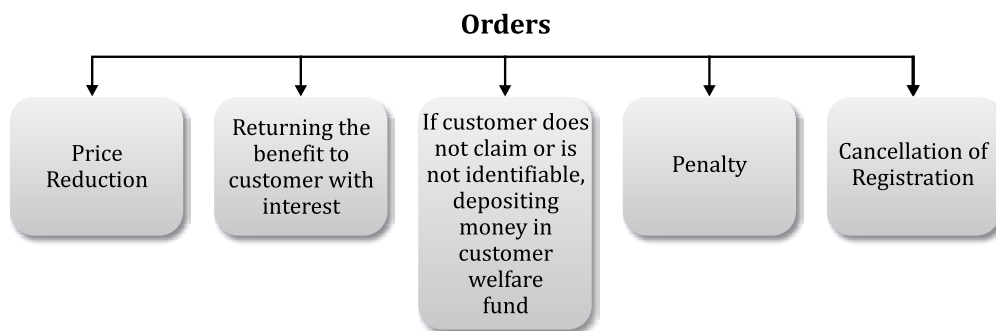 Orders
Price
Reduction
Returning the
benefit to
customer with
interest
If customer does
not claim or is
not identifiable,
depositing
money in
customer
welfare
fund
Penalty
Cancellation of
Registration